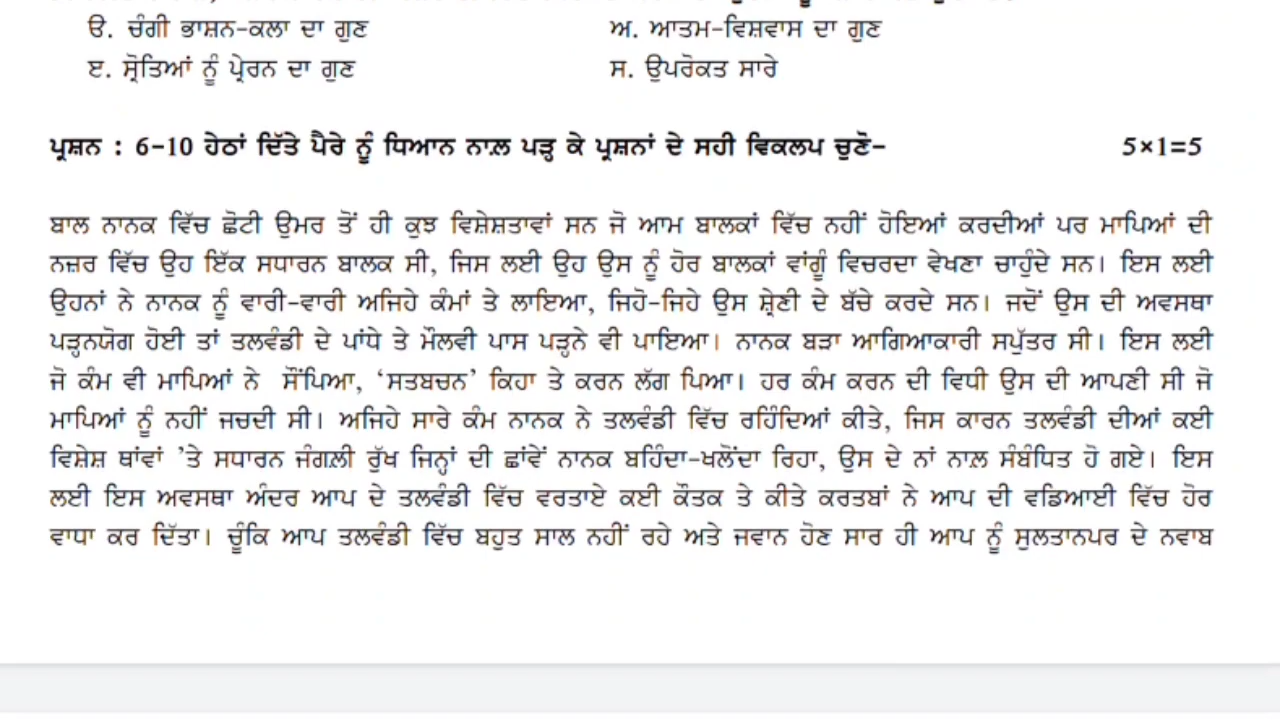 ੳ. ਚੰਗੀ ਭਾਸ਼ਨ-ਕਲਾ ਦਾ ਗੁਣ ਅ. ਆਤਮ-ਵਿਸ਼ਵਾਸ ਦਾ ਗੁਣ
ੲ. ਸ੍ਰੋਤਿਆਂ ਨੂੰ ਪ੍ਰੇਰਨ ਦਾ ਗੁਣ ਸ. ਉਪਰੋਕਤ ਸਾਰੇ
ਪ੍ਰਸ਼ਨ : 6-10 ਹੇਠਾਂ ਦਿੱਤੇ ਪੈਰੇ ਨੂੰ ਧਿਆਨ ਨਾਲ਼ ਪੜ੍ਹ ਕੇ ਪ੍ਰਸ਼ਨਾਂ ਦੇ ਸਹੀ ਵਿਕਲਪ ਚੁਣੋ- 5×1=5
ਬਾਲ ਨਾਨਕ ਵਿੱਚ ਛੋਟੀ ਉਮਰ ਤੋਂ ਹੀ ਕੁਝ ਵਿਸ਼ੇਸ਼ਤਾਵਾਂ ਸਨ ਜੋ ਆਮ ਬਾਲਕਾਂ ਵਿੱਚ ਨਹੀਂ ਹੋਇਆਂ ਕਰਦੀਆਂ ਪਰ ਮਾਪਿਆਂ ਦੀ
ਨਜ਼ਰ ਵਿੱਚ ਉਹ ਇੱਕ ਸਧਾਰਨ ਬਾਲਕ ਸੀ, ਜਿਸ ਲਈ ਉਹ ਉਸ ਨੂੰ ਹੋਰ ਬਾਲਕਾਂ ਵਾਂਗੂੰ ਵਿਚਰਦਾ ਵੇਖਣਾ ਚਾਹੁੰਦੇ ਸਨ। ਇਸ ਲਈ
ਉਹਨਾਂ ਨੇ ਨਾਨਕ ਨੂੰ ਵਾਰੀ-ਵਾਰੀ ਅਜਿਹੇ ਕੰਮਾਂ ਤੇ ਲਾਇਆ, ਜਿਹੋ-ਜਿਹੇ ਉਸ ਸ਼੍ਰੇਣੀ ਦੇ ਬੱਚੇ ਕਰਦੇ ਸਨ। ਜਦੋਂ ਉਸ ਦੀ ਅਵਸਥਾ
ਪੜ੍ਹਨਯੋਗ ਹੋਈ ਤਾਂ ਤਲਵੰਡੀ ਦੇ ਪਾਂਧੇ ਤੇ ਮੌਲਵੀ ਪਾਸ ਪੜ੍ਹਨੇ ਵੀ ਪਾਇਆ। ਨਾਨਕ ਬੜਾ ਆਗਿਆਕਾਰੀ ਸਪੁੱਤਰ ਸੀ। ਇਸ ਲਈ
ਜੋ ਕੰਮ ਵੀ ਮਾਪਿਆਂ ਨੇ ਸੌਂਪਿਆ, ‘ਸਤਬਚਨ’ ਕਿਹਾ ਤੇ ਕਰਨ ਲੱਗ ਪਿਆ। ਹਰ ਕੰਮ ਕਰਨ ਦੀ ਵਿਧੀ ਉਸ ਦੀ ਆਪਣੀ ਸੀ ਜੋ
ਮਾਪਿਆਂ ਨੂੰ ਨਹੀਂ ਜਚਦੀ ਸੀ। ਅਜਿਹੇ ਸਾਰੇ ਕੰਮ ਨਾਨਕ ਨੇ ਤਲਵੰਡੀ ਵਿੱਚ ਰਹਿੰਦਿਆਂ ਕੀਤੇ, ਜਿਸ ਕਾਰਨ ਤਲਵੰਡੀ ਦੀਆਂ ਕਈ
ਵਿਸ਼ੇਸ਼ ਥਾਂਵਾਂ ’ਤੇ ਸਧਾਰਨ ਜੰਗਲੀ ਰੁੱਖ ਜਿਨ੍ਹਾਂ ਦੀ ਛਾਂਵੇਂ ਨਾਨਕ ਬਹਿੰਦਾ-ਖਲੋਂਦਾ ਰਿਹਾ, ਉਸ ਦੇ ਨਾਂ ਨਾਲ਼ ਸੰਬੰਧਿਤ ਹੋ ਗਏ। ਇਸ
ਲਈ ਇਸ ਅਵਸਥਾ ਅੰਦਰ ਆਪ ਦੇ ਤਲਵੰਡੀ ਵਿੱਚ ਵਰਤਾਏ ਕਈ ਕੌਤਕ ਤੇ ਕੀਤੇ ਕਰਤਬਾਂ ਨੇ ਆਪ ਦੀ ਵਡਿਆਈ ਵਿੱਚ ਹੋਰ
ਵਾਧਾ ਕਰ ਦਿੱਤਾ। ਚੂੰਕਿ ਆਪ ਤਲਵੰਡੀ ਵਿੱਚ ਬਹੁਤ ਸਾਲ ਨਹੀਂ ਰਹੇ ਅਤੇ ਜਵਾਨ ਹੋਣ ਸਾਰ ਹੀ ਆਪ ਨੂੰ ਸੁਲਤਾਨਪਰ ਦੇ ਨਵਾਬ